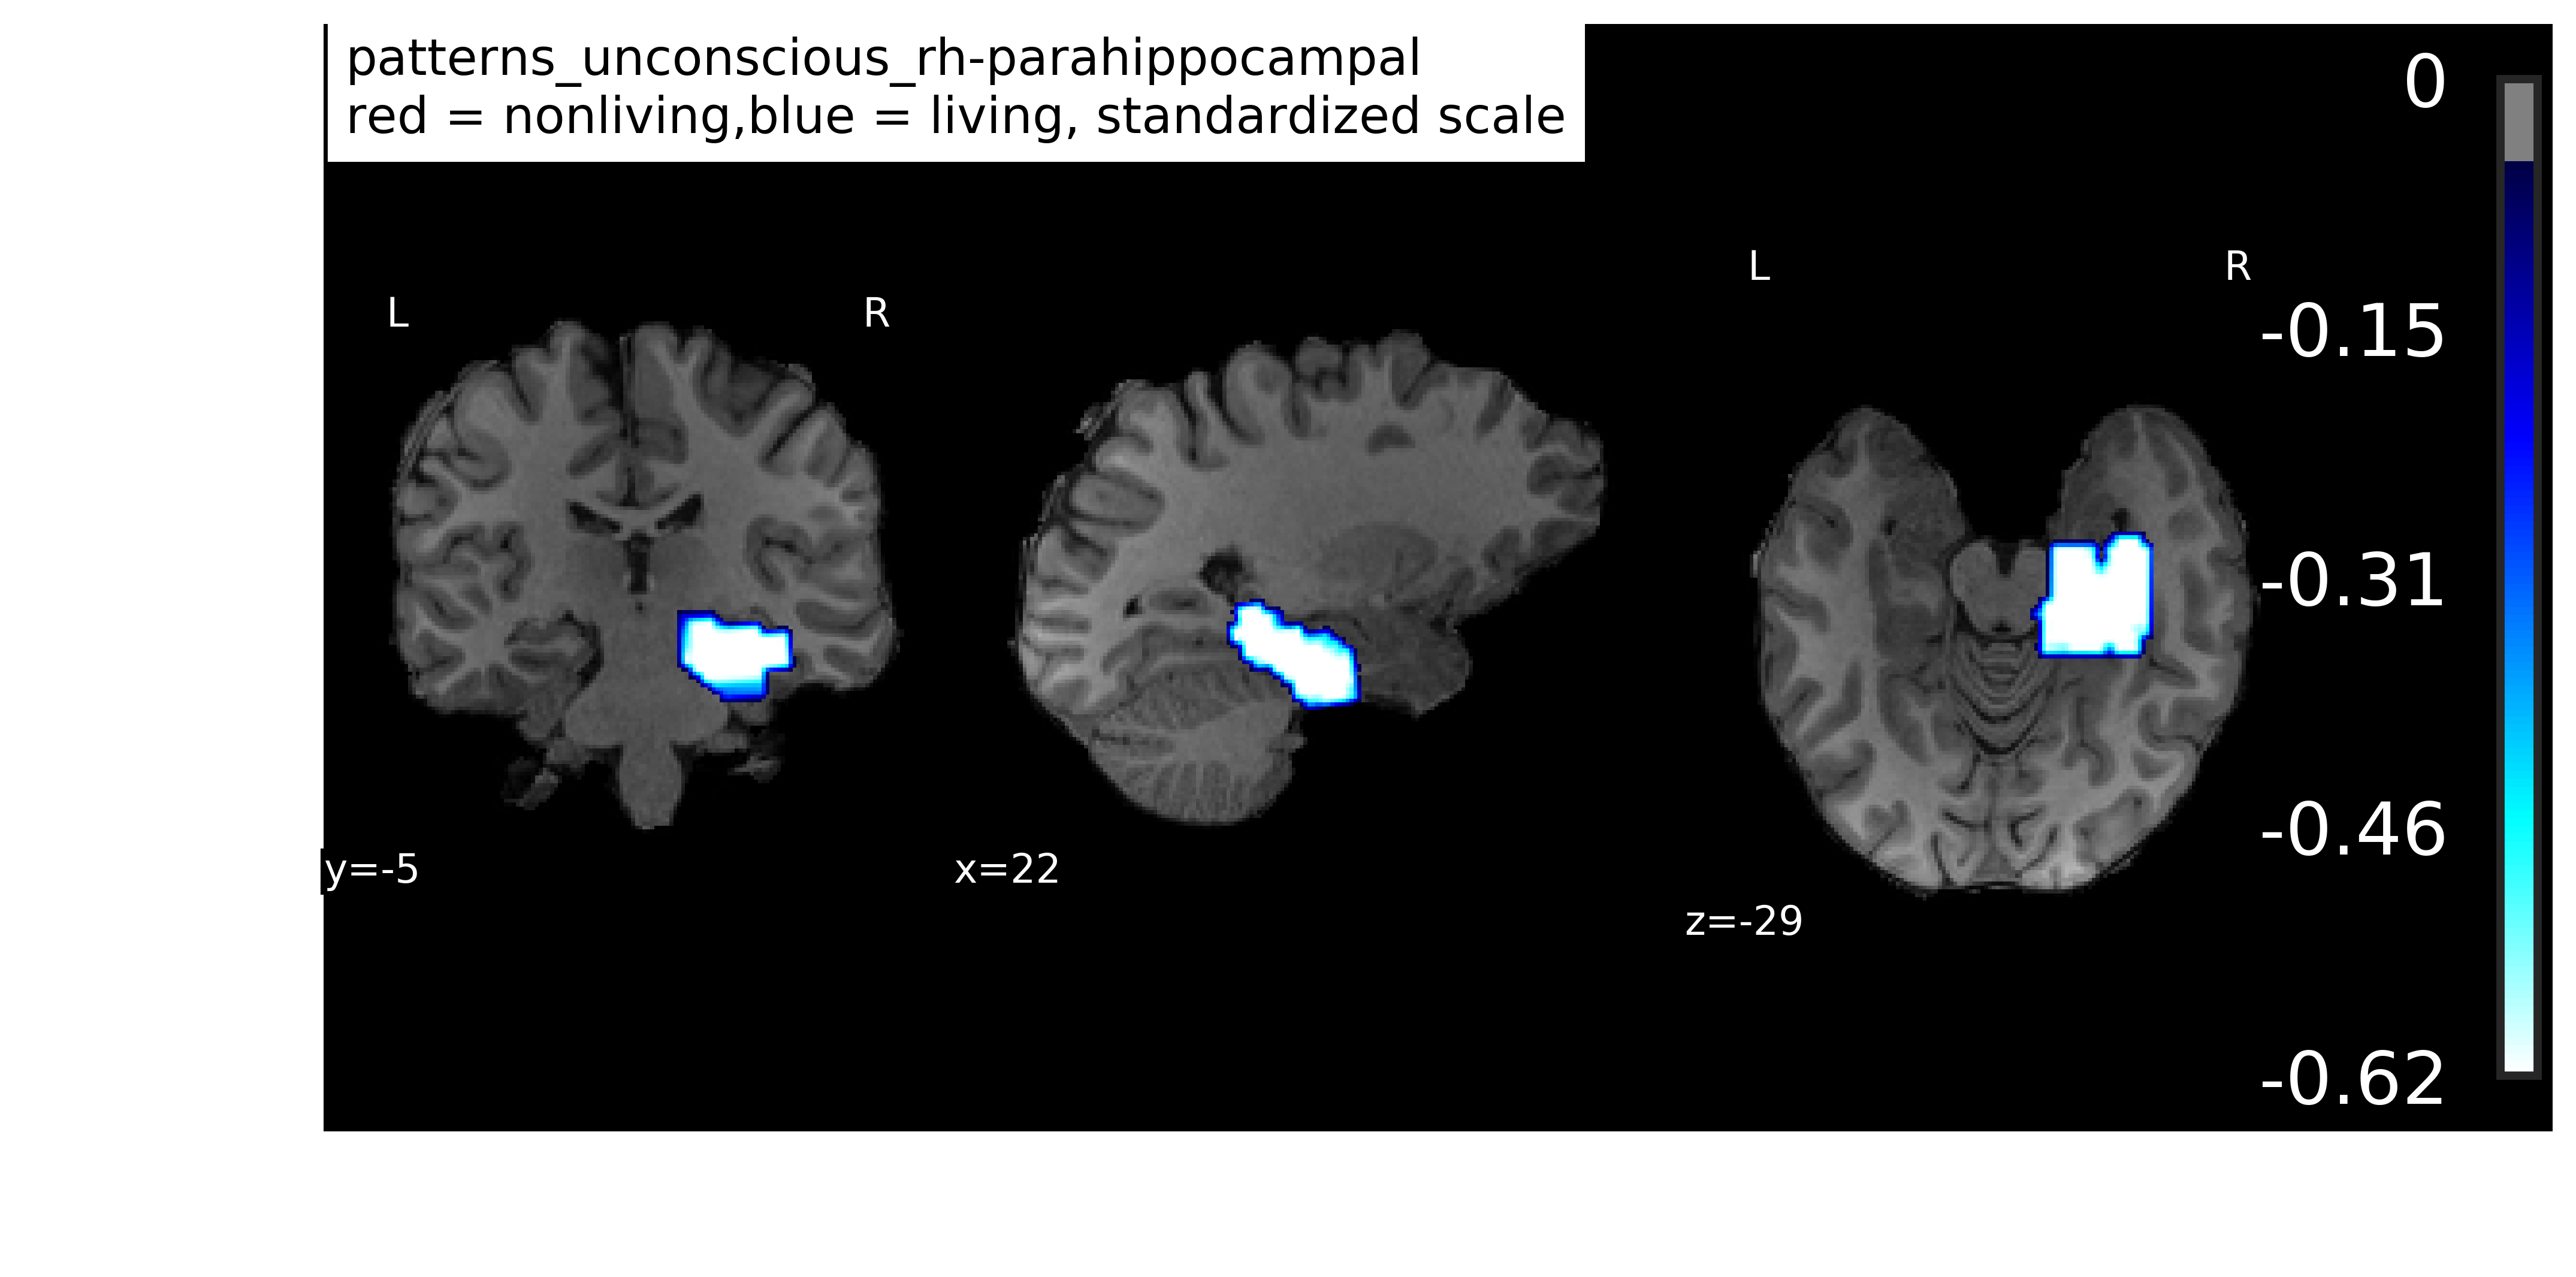 patterns_unconscious_rh-parahippocampal
red = nonliving,blue = living, standardized scale
0
L
R
L
R
-0.15
-0.31
-0.46
y=-5
x=22
z=-29
-0.62